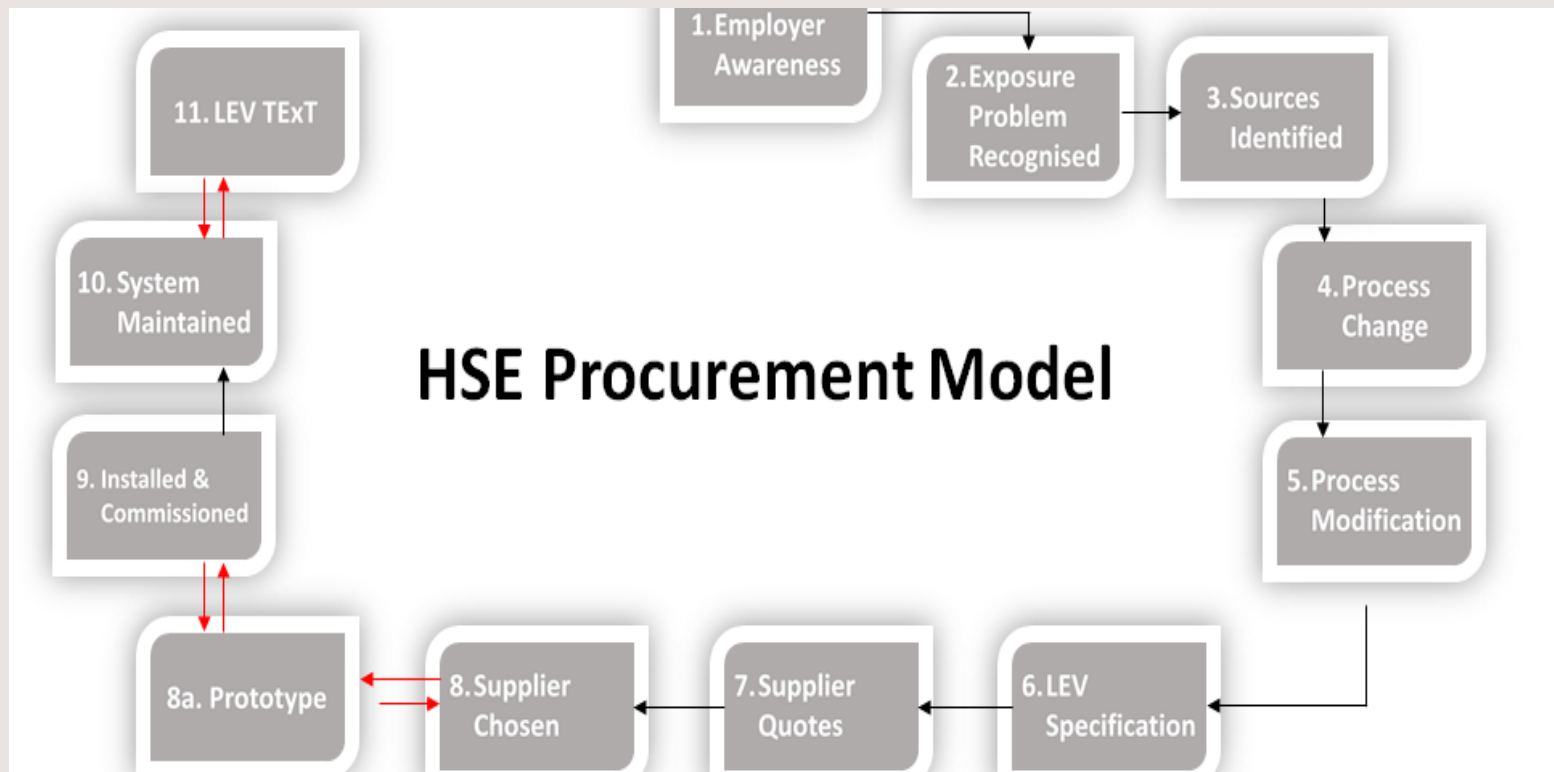 1.Employer
Awareness
2.Exposure
Problem
Recognised
3.Sources
Identified
4.Process
Change
5.Process
Modification
6.LEV
Specification
7.Supplier
Quotes
8.Supplier
Chosen
8a. Prototype
9. Installed &
Commissioned
10. System
Maintained
11. LEV TExT
HSE Procurement Model